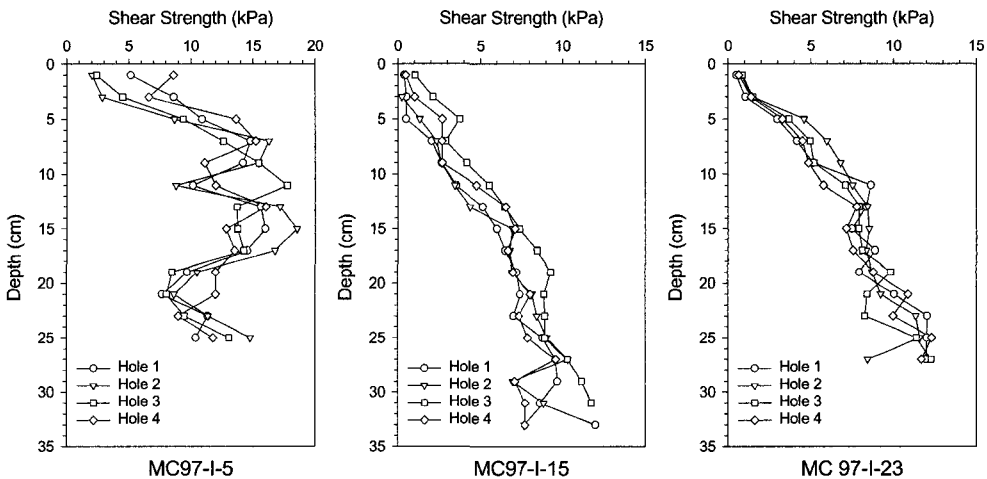 Shear Strength (kPa)
0 5 10 15 20
0
5
10
15
20
25
30
35
Depth (cm)
Hole 1
Hole 2
Hole 3
Hole 4
MC97-I-5
Shear Strength (kPa)
0 5 10 15
0
5
10
15
20
25
30
35
Depth (cm)
Hole 1
Hole 2
Hole 3
Hole 4
MC97-I-15
Shear Strength (kPa)
0 5 10 15
0
5
10
15
20
25
30
35
Depth (cm)
Hole 1
Hole 2
Hole 3
Hole 4
MC 97-I-23